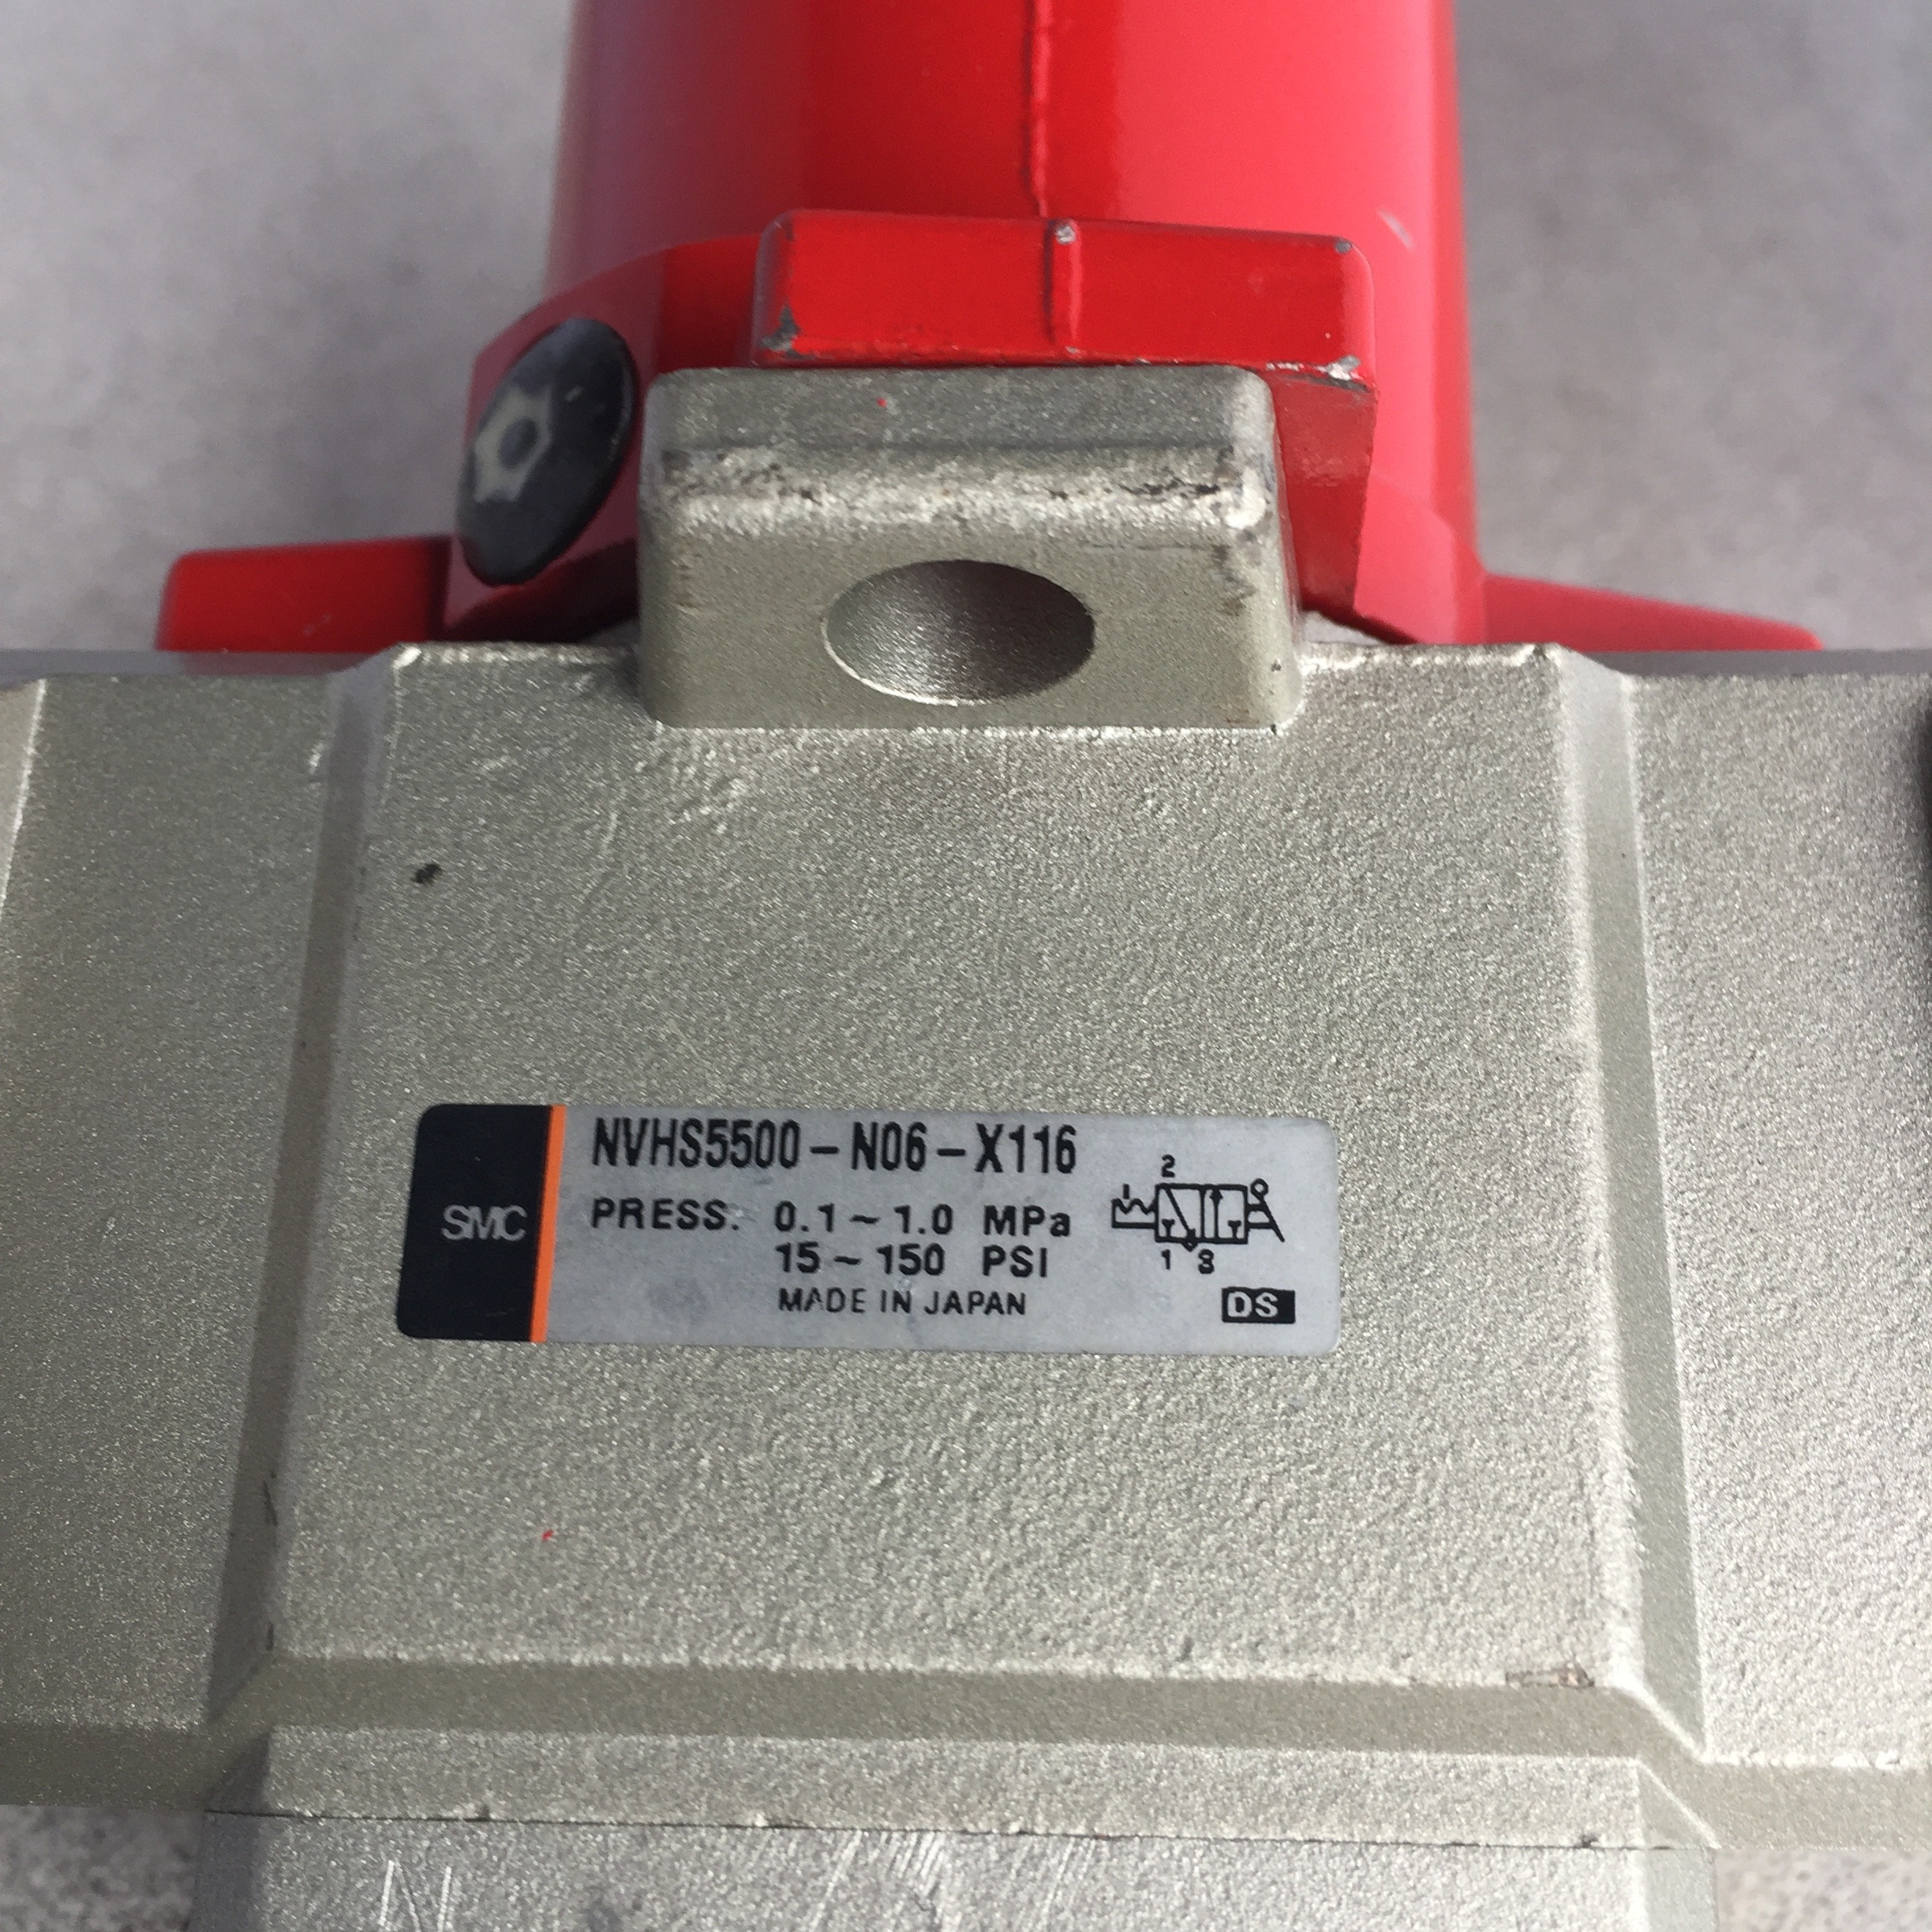 SMC
NVHS5500-N06-X116
PRESS. 0.1~1.0 MPa
15~150 PSI
MADE IN JAPAN
2
1 3
DS
N